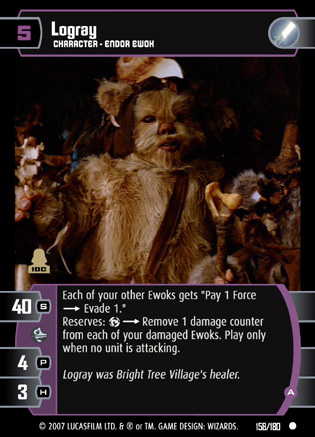 5
Logray
CHARACTER • ENDOR EWOK
IDC
40 S
Each of your other Ewoks gets "Pay 1 Force
→ Evade 1."
Reserves: → Remove 1 damage counter
from each of your damaged Ewoks. Play only
when no unit is attacking.
4 P
3 H
Logray was Bright Tree Village's healer.
A
© 2007 LUCASFILM LTD. & ® or TM. GAME DESIGN: WIZARDS. 158/180